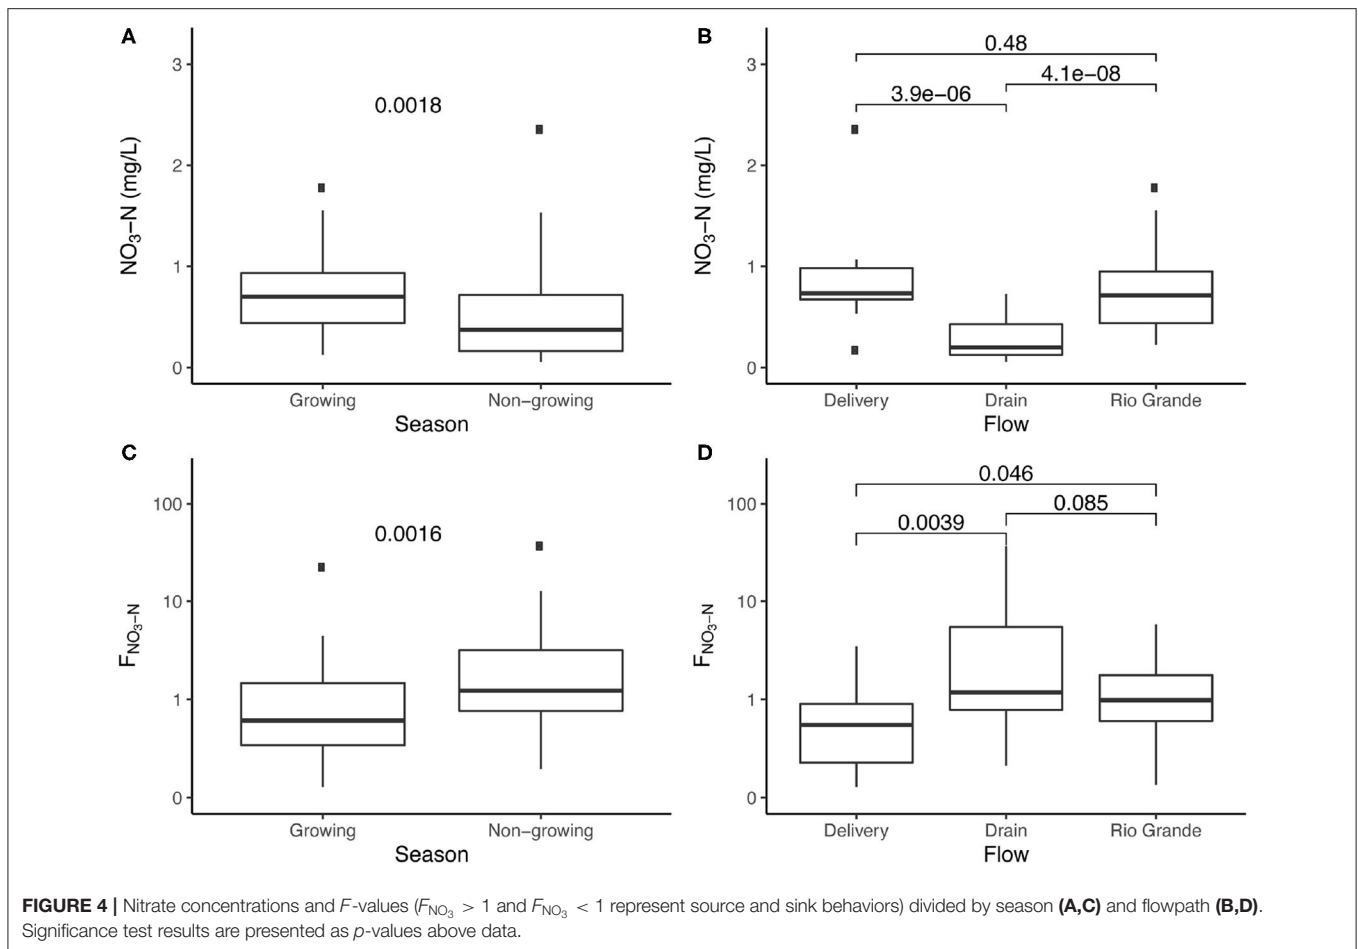 A
3
2
1
0
NO3−N (mg/L)
0.0018
Growing
Non−growing
Season
B
3
2
1
0
NO3−N (mg/L)
0.48
4.1e−08
3.9e−06
Delivery
Drain
Rio Grande
Flow
C
100
10
1
0
FNO3−N
0.0016
Growing
Non−growing
Season
D
100
10
1
0
FNO3−N
0.046
0.085
0.0039
Delivery
Drain
Rio Grande
Flow
FIGURE 4 | Nitrate concentrations and F-values (FNO3 > 1 and FNO3 < 1 represent source and sink behaviors) divided by season (A,C) and flowpath (B,D).
Significance test results are presented as p-values above data.